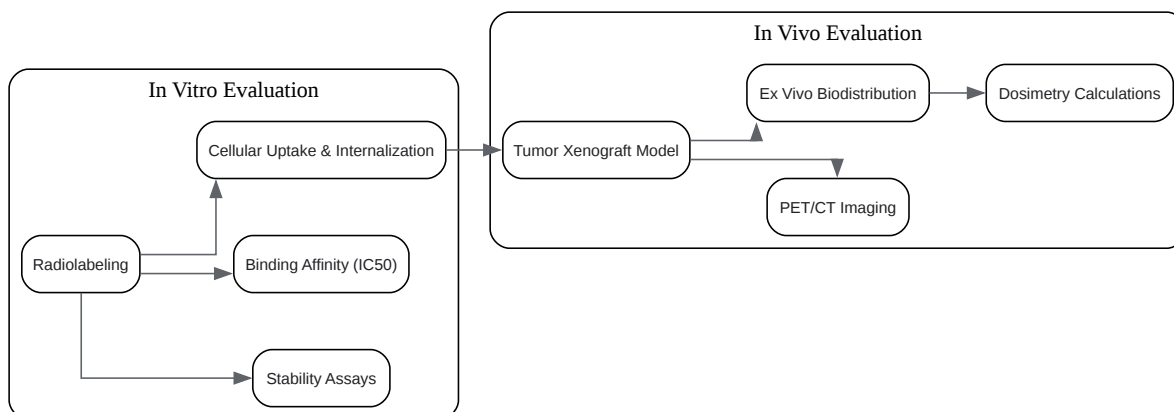 In Vitro Evaluation
Radiolabeling
Cellular Uptake & Internalization
Binding Affinity (IC50)
Stability Assays
In Vivo Evaluation
Tumor Xenograft Model
Ex Vivo Biodistribution
PET/CT Imaging
Dosimetry Calculations